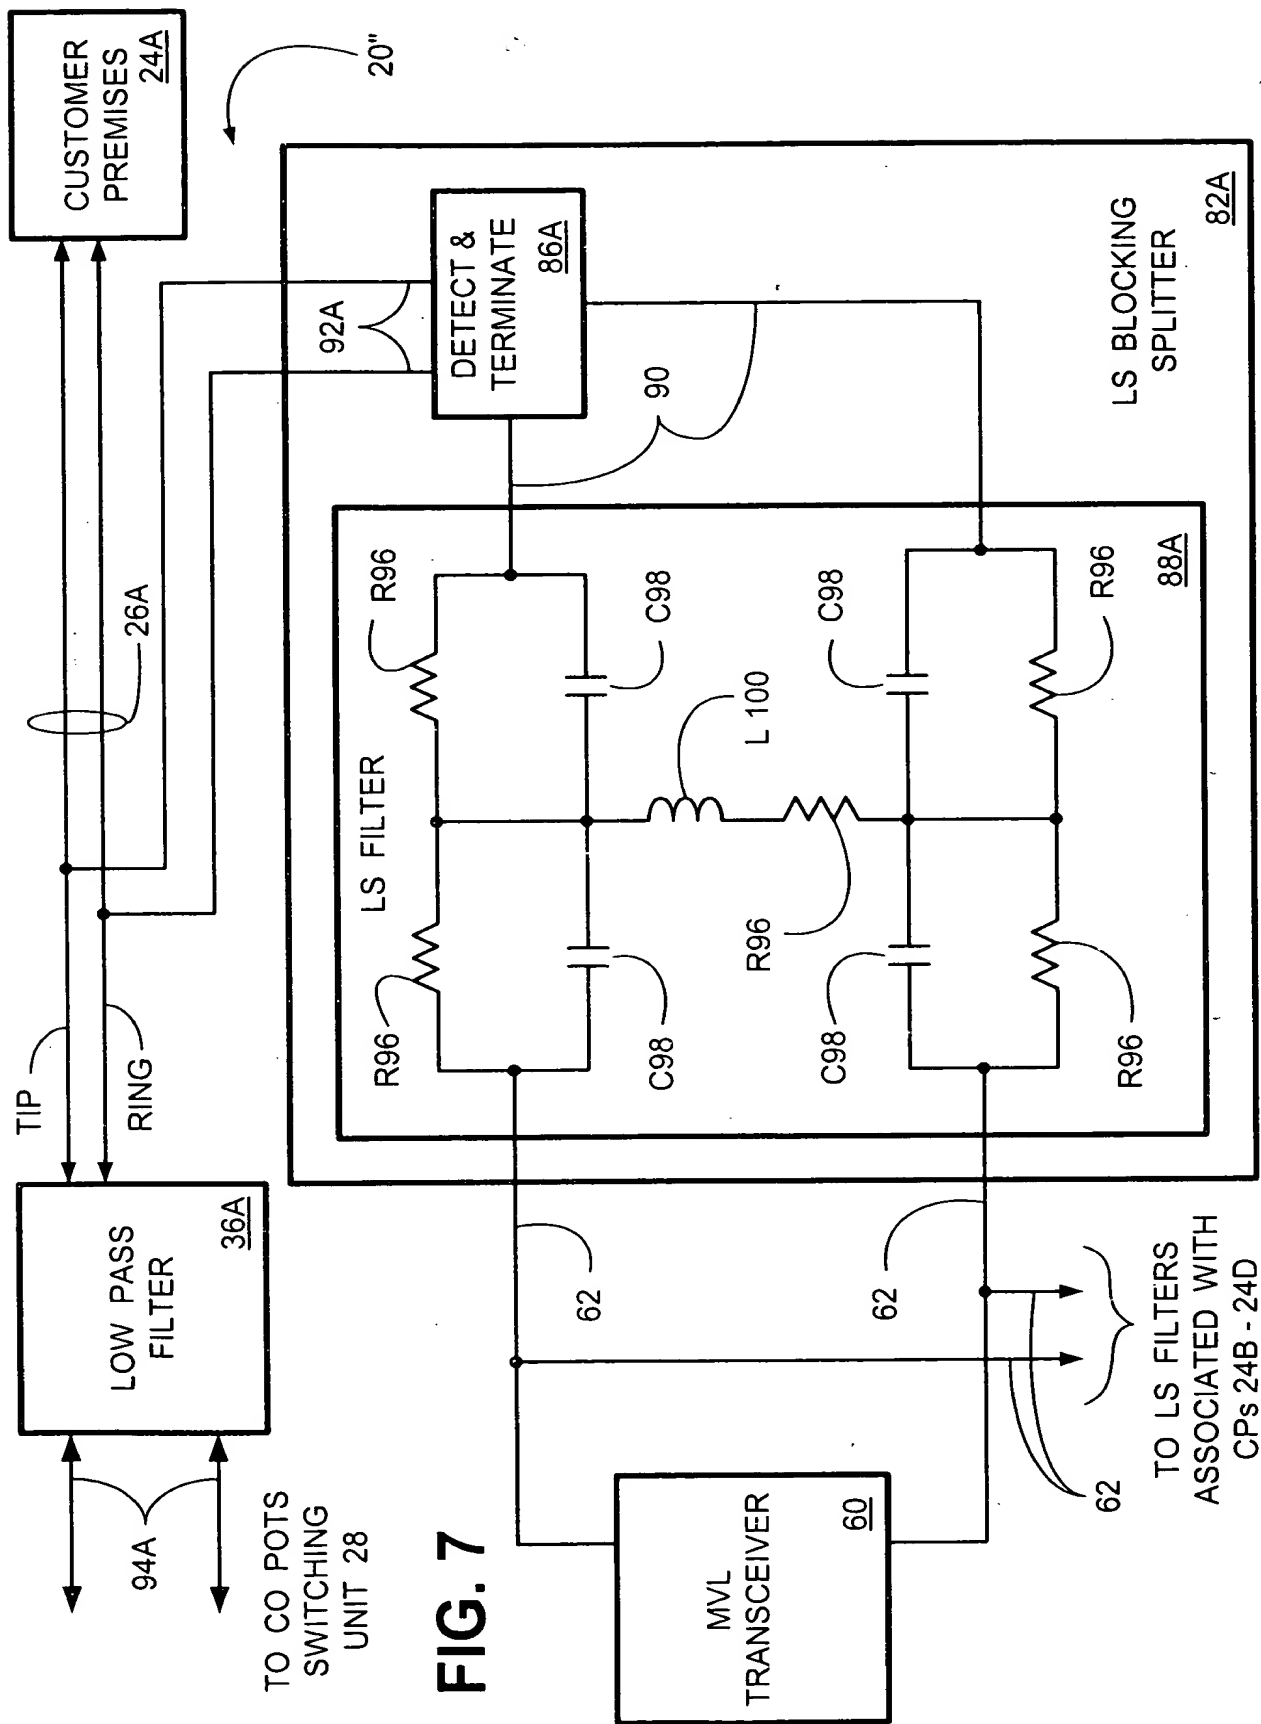 CUSTOMER
PREMISES
24A
20"
TIP
RING
26A
LOW PASS
FILTER
36A
94A
TO CO POTS
SWITCHING
UNIT 28
92A
DETECT &
TERMINATE
86A
90
LS BLOCKING
SPLITTER
82A
LS FILTER
88A
R96
R96
C98
C98
L 100
R96
C98
C98
R96
R96
62
62
62
TO LS FILTERS
ASSOCIATED WITH
CPs 24B - 24D
MVL
TRANSCEIVER
60
FIG. 7